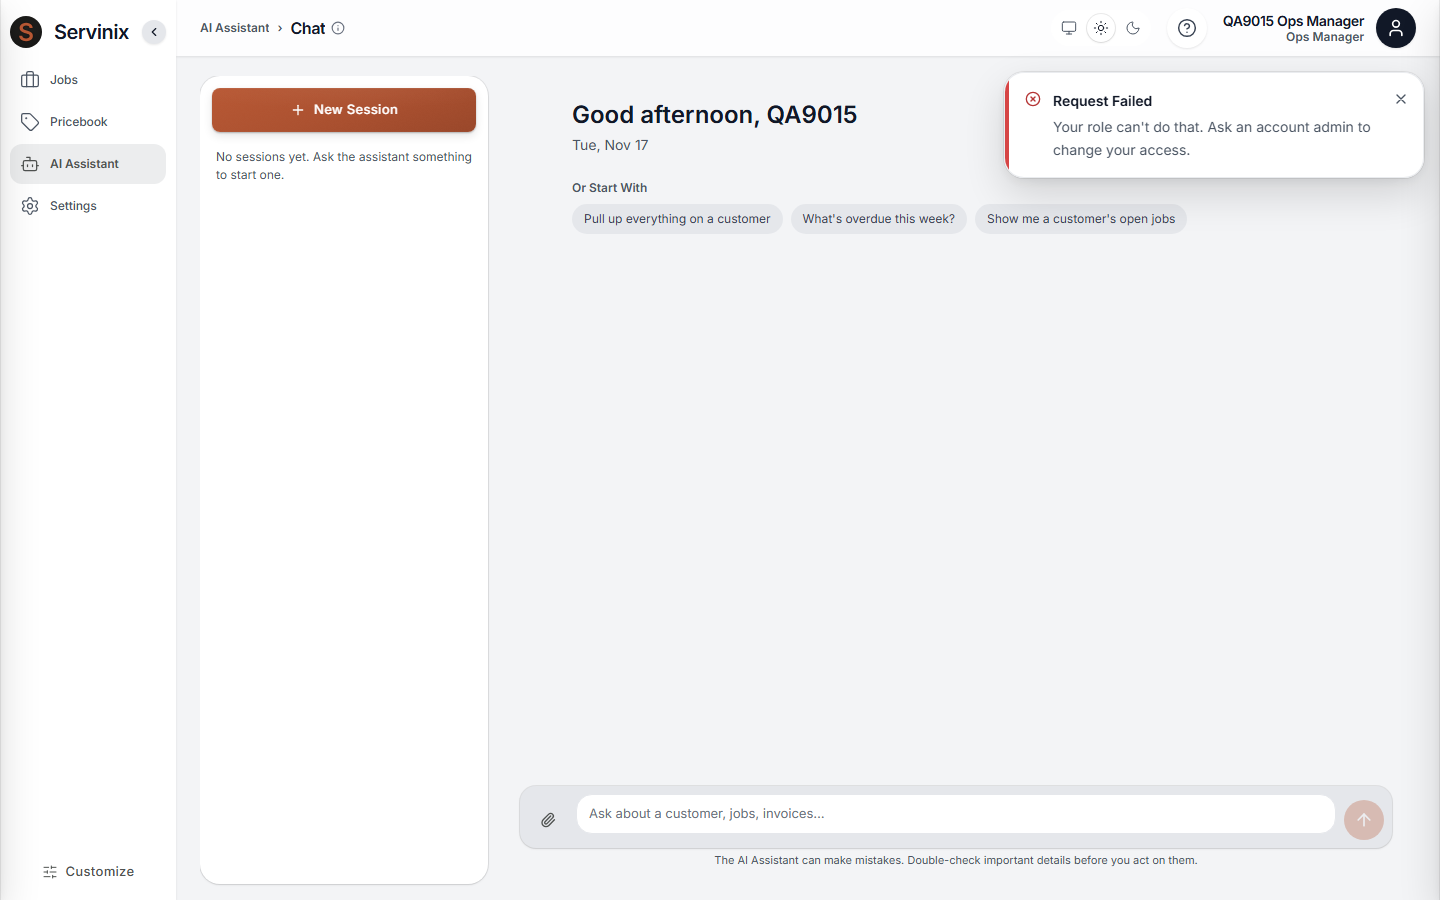 S Servinix
Jobs
Pricebook
AI Assistant
Settings
Customize
AI Assistant › Chat
QA9015 Ops Manager
Ops Manager
New Session
No sessions yet. Ask the assistant something
to start one.
Good afternoon, QA9015
Tue, Nov 17
Or Start With
Pull up everything on a customer
What's overdue this week?
Show me a customer's open jobs
Request Failed
Your role can't do that. Ask an account admin to
change your access.
Ask about a customer, jobs, invoices...
The AI Assistant can make mistakes. Double-check important details before you act on them.